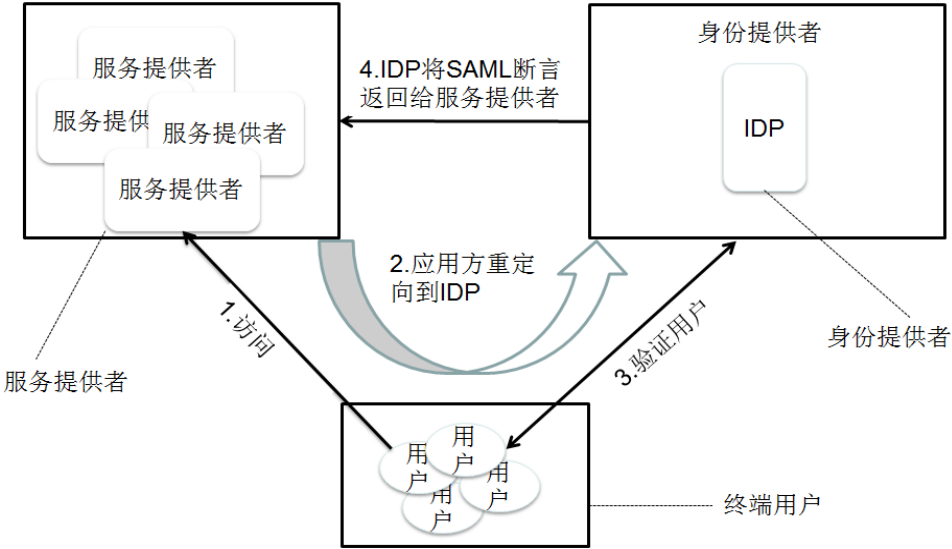 服务提供者
服务提供者
服务提供者
服务提供者
4.IDP将SAML断言
返回给服务提供者
身份提供者
IDP
2.应用方重定
向到IDP
1.访问
3.验证用户
服务提供者
身份提供者
用户
用户
用户
用户
终端用户